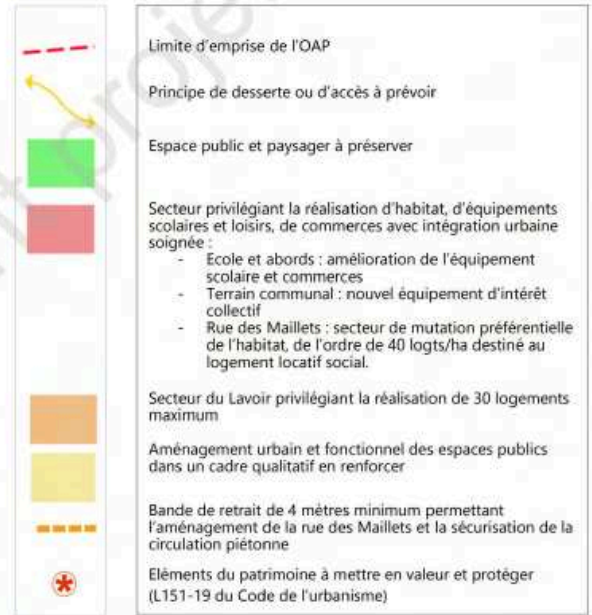 Limite d'emprise de l'OAP
Principe de desserte ou d'accès à prévoir
Espace public et paysager à préserver
Secteur privilégiant la réalisation d'habitat, d'équipements
scolaires et loisirs, de commerces avec intégration urbaine
soignée :
- Ecole et abords : amélioration de l'équipement
scolaire et commerces
- Terrain communal : nouvel équipement d'intérêt
collectif
- Rue des Maillets : secteur de mutation préférentielle
de l'habitat, de l'ordre de 40 logts/ha destiné au
logement locatif social.
Secteur du Lavoir privilégiant la réalisation de 30 logements
maximum
Aménagement urbain et fonctionnel des espaces publics
dans un cadre qualitatif en renforcer
Bande de retrait de 4 mètres minimum permettant
l'aménagement de la rue des Maillets et la sécurisation de la
circulation piétonne
Eléments du patrimoine à mettre en valeur et protéger
(L151-19 du Code de l'urbanisme)